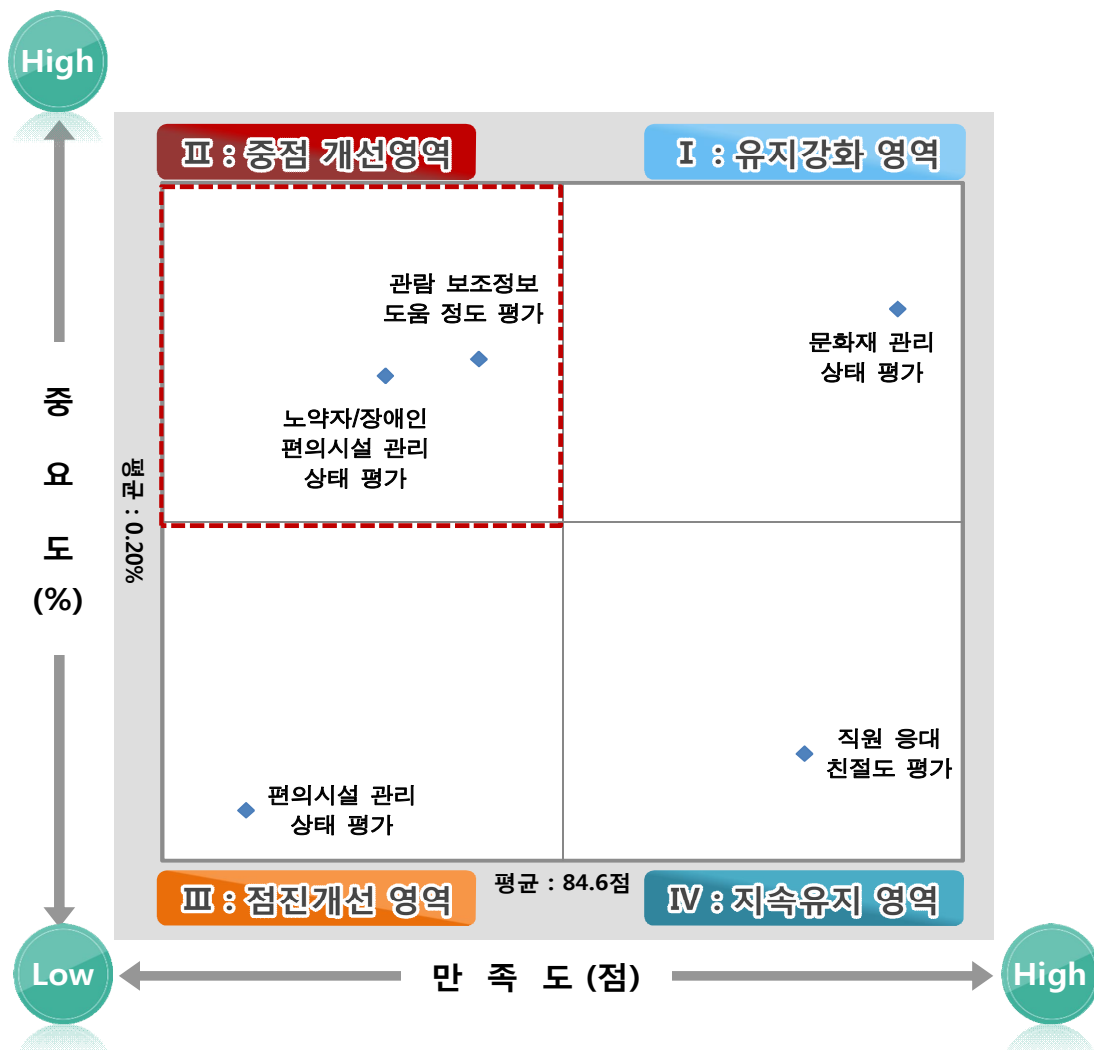 High
Ⅱ : 중점 개선영역
Ⅰ : 유지강화 영역
관람 보조정보
도움 정도 평가
문화재 관리
상태 평가
노약자/장애인
편의시설 관리
상태 평가
중
요
도
(%)
평균 : 0.20%
직원 응대
친절도 평가
편의시설 관리
상태 평가
평균 : 84.6점
Ⅲ : 점진개선 영역
Ⅳ : 지속유지 영역
Low
만 족 도 (점)
High